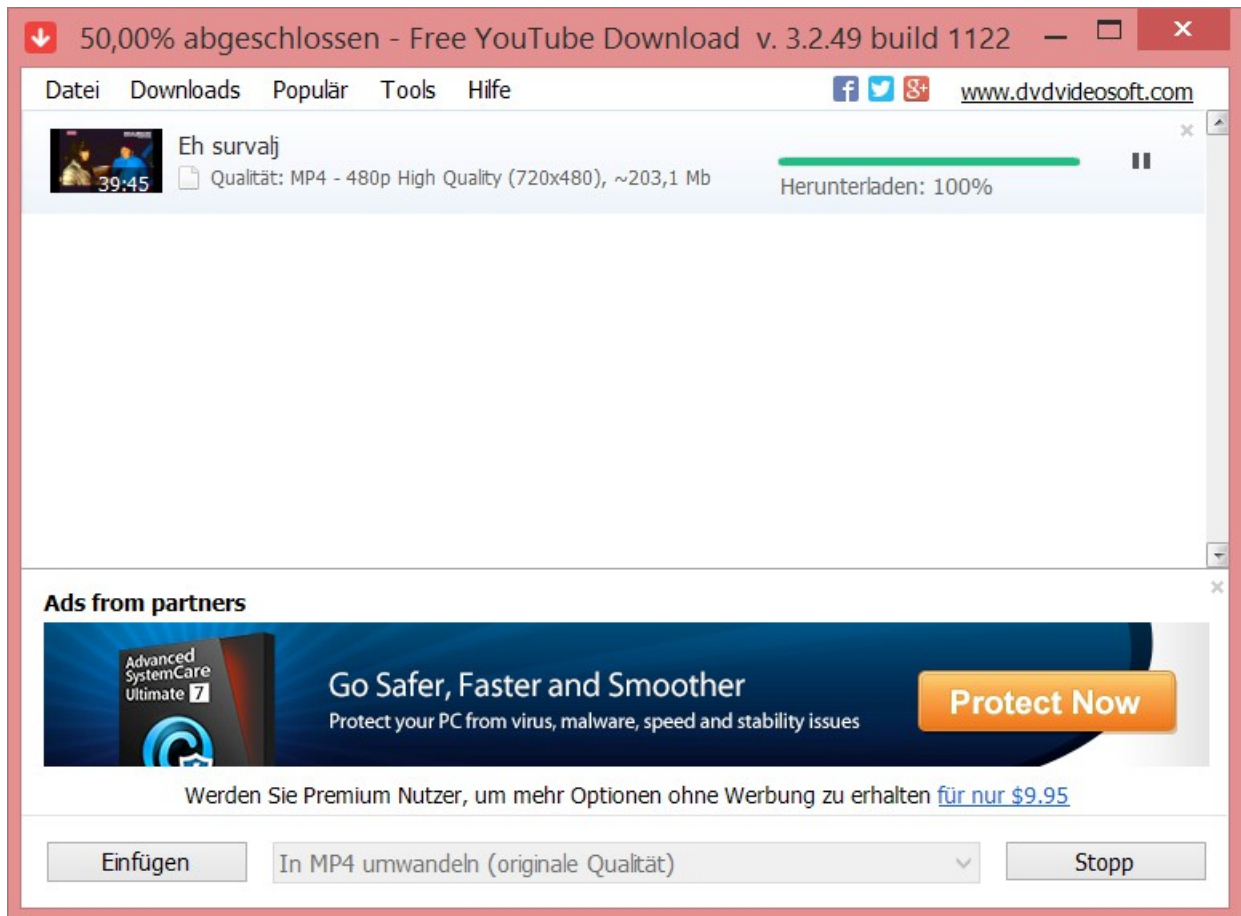 50,00% abgeschlossen - Free YouTube Download v. 3.2.49 build 1122
Datei Downloads Populär Tools Hilfe www.dvdvideosoft.com
Eh survalj
39:45 Qualität: MP4 - 480p High Quality (720x480), ~203,1 Mb
Herunterladen: 100%
Ads from partners
Advanced
SystemCare
Ultimate 7
Go Safer, Faster and Smoother
Protect your PC from virus, malware, speed and stability issues
Protect Now
Werden Sie Premium Nutzer, um mehr Optionen ohne Werbung zu erhalten für nur $9.95
Einfügen In MP4 umwandeln (originale Qualität) Stopp